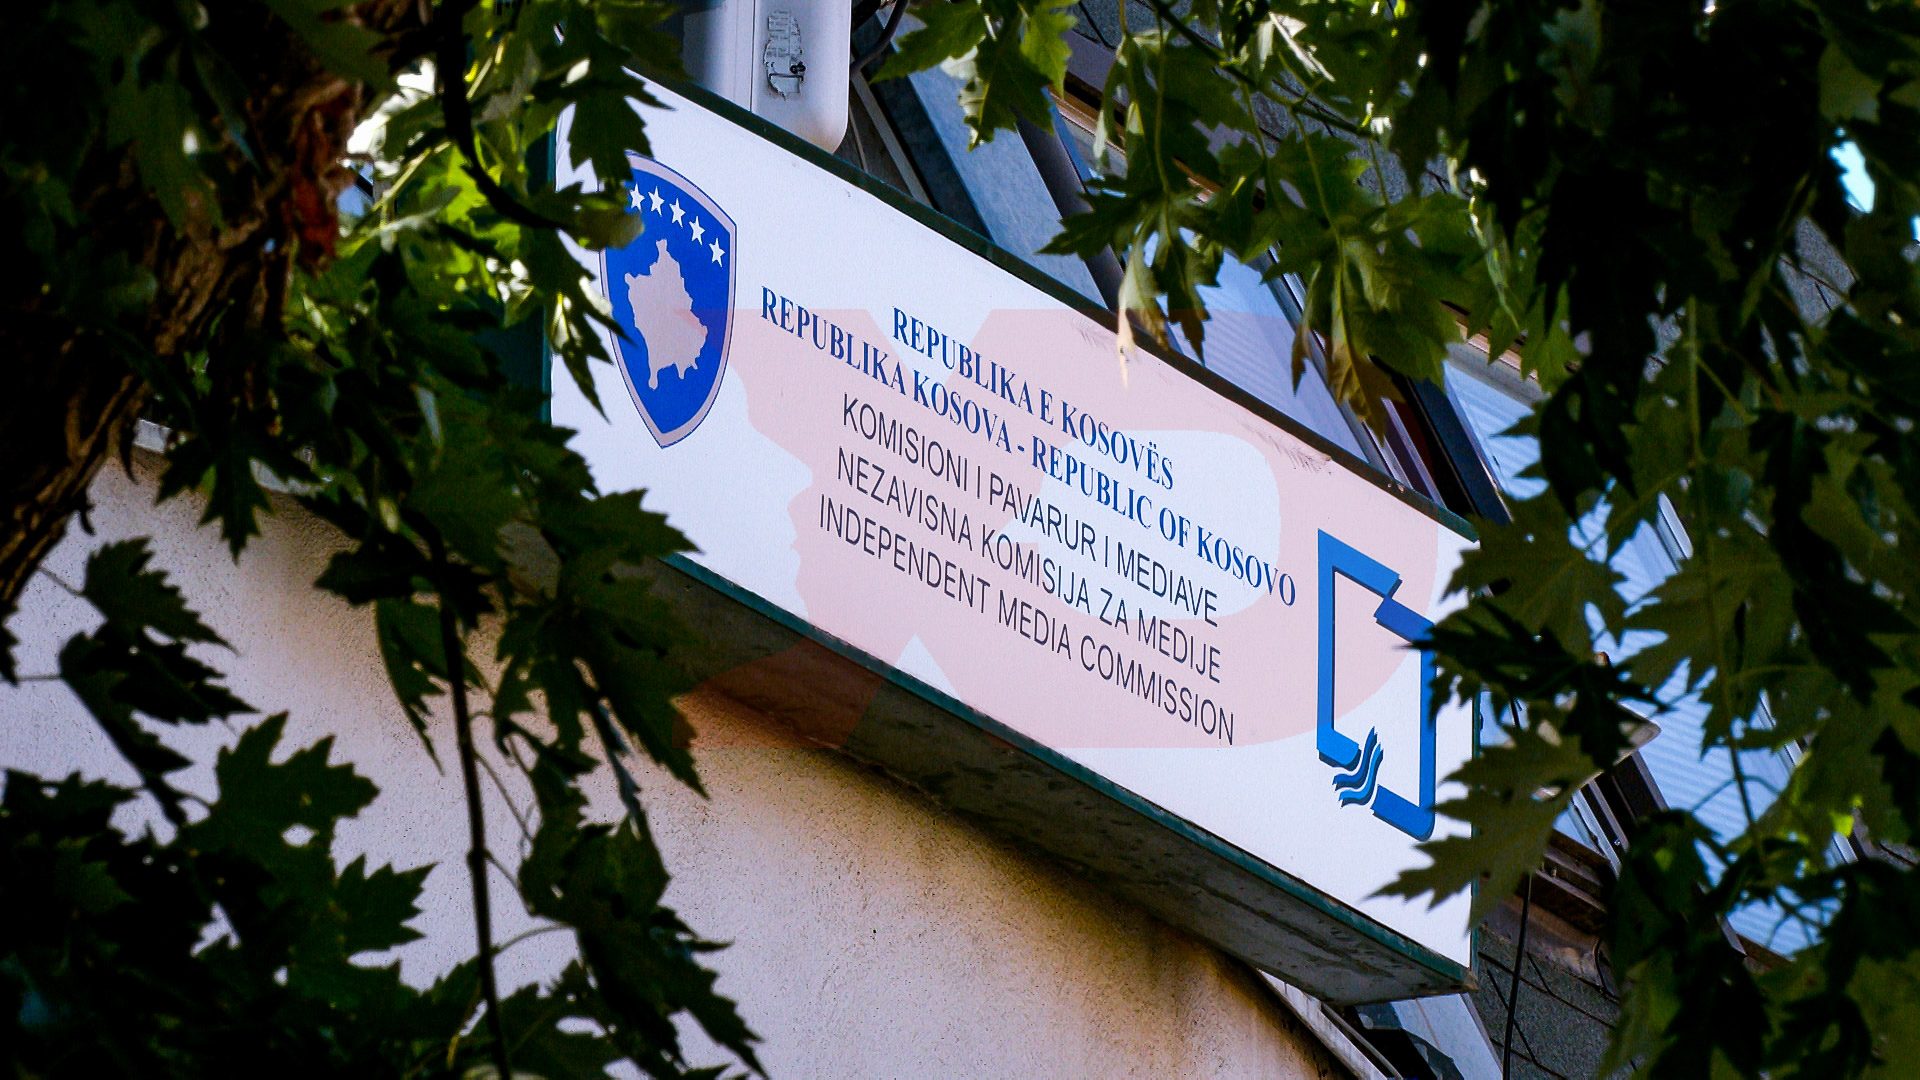 REPUBLIKA E KOSOVËS
REPUBLIKA KOSOVA - REPUBLIC OF KOSOVO
KOMISIONI I PAVARUR I MEDIAVE
NEZAVISNA KOMISIJA ZA MEDIJE
INDEPENDENT MEDIA COMMISSION